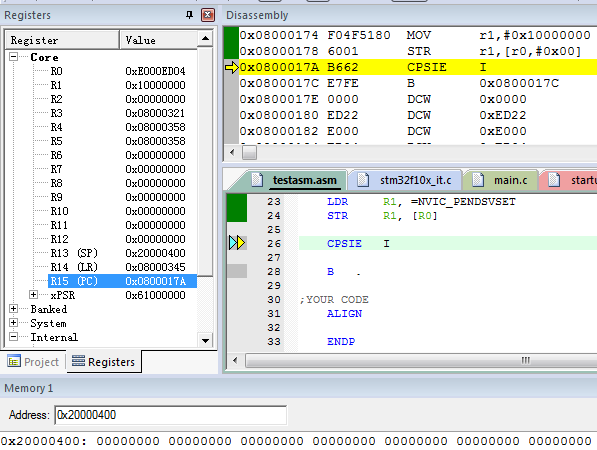 Registers
Register Value
Core
R0 0xE000ED04
R1 0x10000000
R2 0x00000000
R3 0x08000321
R4 0x08000358
R5 0x08000358
R6 0x00000000
R7 0x00000000
R8 0x00000000
R9 0x00000000
R10 0x00000000
R11 0x00000000
R12 0x00000000
R13 (SP) 0x20000400
R14 (LR) 0x08000345
R15 (PC) 0x0800017A
xPSR 0x61000000
Banked
System
Internal
Project Registers
Disassembly
0x08000174 F04F5180 MOV r1,#0x10000000
0x08000178 6001 STR r1,[r0,#0x00]
0x0800017A B662 CPSIE I
0x0800017C E7FE B 0x0800017C
0x0800017E 0000 DCW 0x0000
0x08000180 ED22 DCW 0xED22
0x08000182 E000 DCW 0xE000
testasm.asm stm32f10x_it.c main.c startu
23 LDR R1, =NVIC_PENDSVSET
24 STR R1, [R0]
25
26 CPSIE I
27
28 B .
29
30 ;YOUR CODE
31 ALIGN
32
33 ENDP
Memory 1
Address: 0x20000400
0x20000400: 00000000 00000000 00000000 00000000 00000000 00000000 00000000